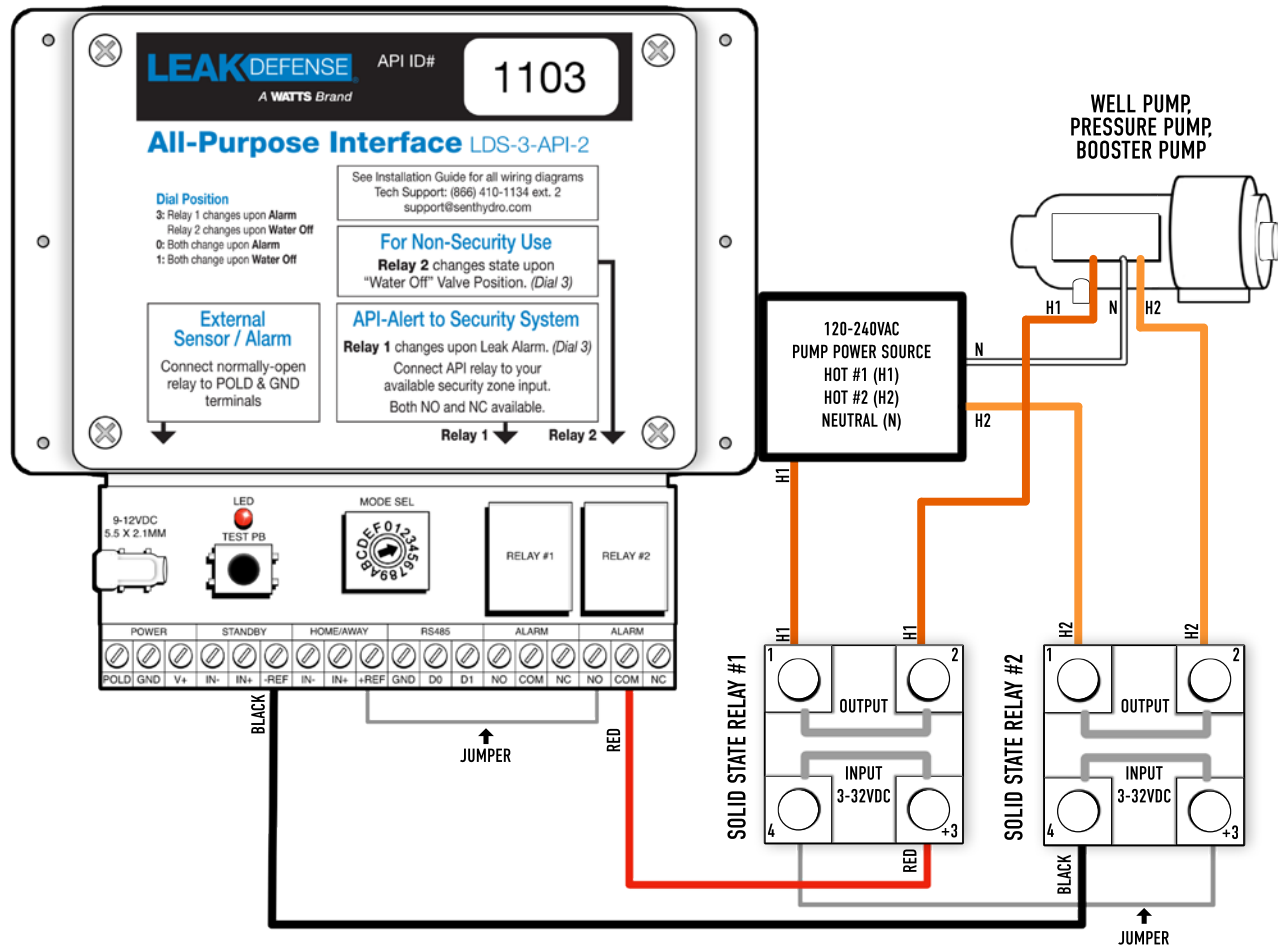 LEAK DEFENSE
API ID#
1103
A WATTS Brand
All-Purpose Interface LDS-3-API-2
Dial Position
3: Relay 1 changes upon Alarm
Relay 2 changes upon Water Off
0: Both change upon Alarm
1: Both change upon Water Off
See Installation Guide for all wiring diagrams
Tech Support: (866) 410-1134 ext. 2
support@senthydro.com
For Non-Security Use
Relay 2 changes state upon
“Water Off” Valve Position. (Dial 3)
External
Sensor / Alarm
Connect normally-open
relay to POLD & GND
terminals
API-Alert to Security System
Relay 1 changes upon Leak Alarm. (Dial 3)
Connect API relay to your
available security zone input.
Both NO and NC available.
Relay 1
Relay 2
WELL PUMP,
PRESSURE PUMP,
BOOSTER PUMP
H1
N
H2
120-240VAC
PUMP POWER SOURCE
HOT #1 (H1)
HOT #2 (H2)
NEUTRAL (N)
N
H2
H1
9-12VDC
5.5 X 2.1MM
LED
TEST PB
MODE SEL
0123456789ABCDEF
RELAY #1
RELAY #2
POWER STANDBY HOME/AWAY RS485 ALARM ALARM
POLD GND V+ IN- IN+ -REF IN- IN+ +REF GND D0 D1 NO COM NC NO COM NC
BLACK
JUMPER
RED
H1
H1
H2
H2
SOLID STATE RELAY #1
1
2
OUTPUT
INPUT
3-32VDC
4
+3
RED
SOLID STATE RELAY #2
1
2
OUTPUT
INPUT
3-32VDC
4
+3
BLACK
JUMPER